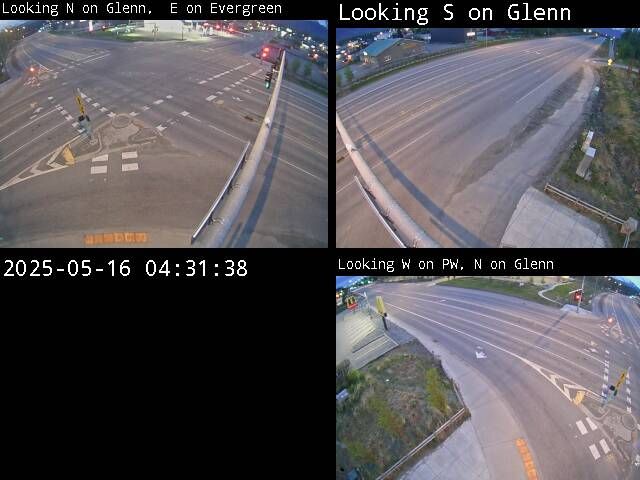 Looking N on Glenn,  E on Evergreen
Looking S on Glenn
2025-05-16 04:31:38
Looking W on PW, N on Glenn